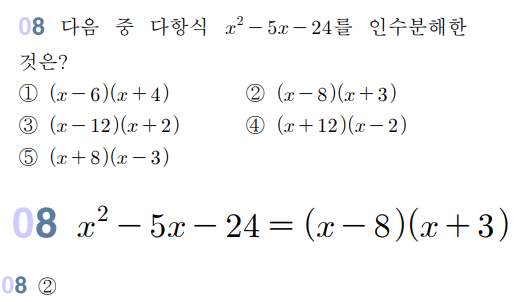 08 다음 중 다항식 x² − 5x − 24를 인수분해한
것은?
① (x − 6)(x + 4) ② (x − 8)(x + 3)
③ (x − 12)(x + 2) ④ (x + 12)(x − 2)
⑤ (x + 8)(x − 3)
08 x² − 5x − 24 = (x − 8)(x + 3)
08 ②